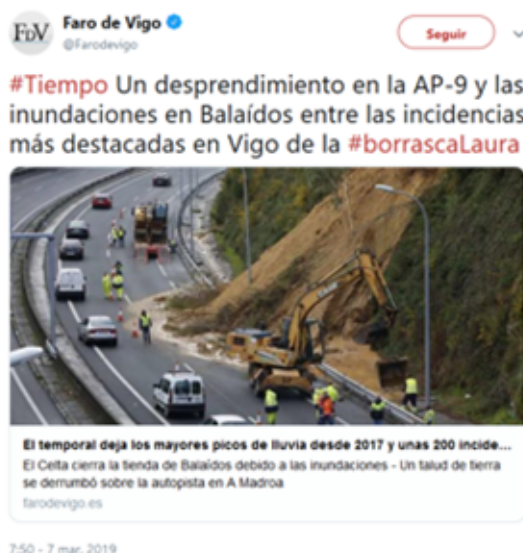 FDV Faro de Vigo
@Farodevigo
Seguir
#Tiempo Un desprendimiento en la AP-9 y las
inundaciones en Balaídos entre las incidencias
más destacadas en Vigo de la #borrascaLaura
El temporal deja los mayores picos de lluvia desde 2017 y unas 200 incide...
El Celta cierra la tienda de Balaídos debido a las inundaciones - Un talud de tierra
se derrumbó sobre la autopista en A Madroa
farodevigo.es
7:50 - 7 mar. 2019